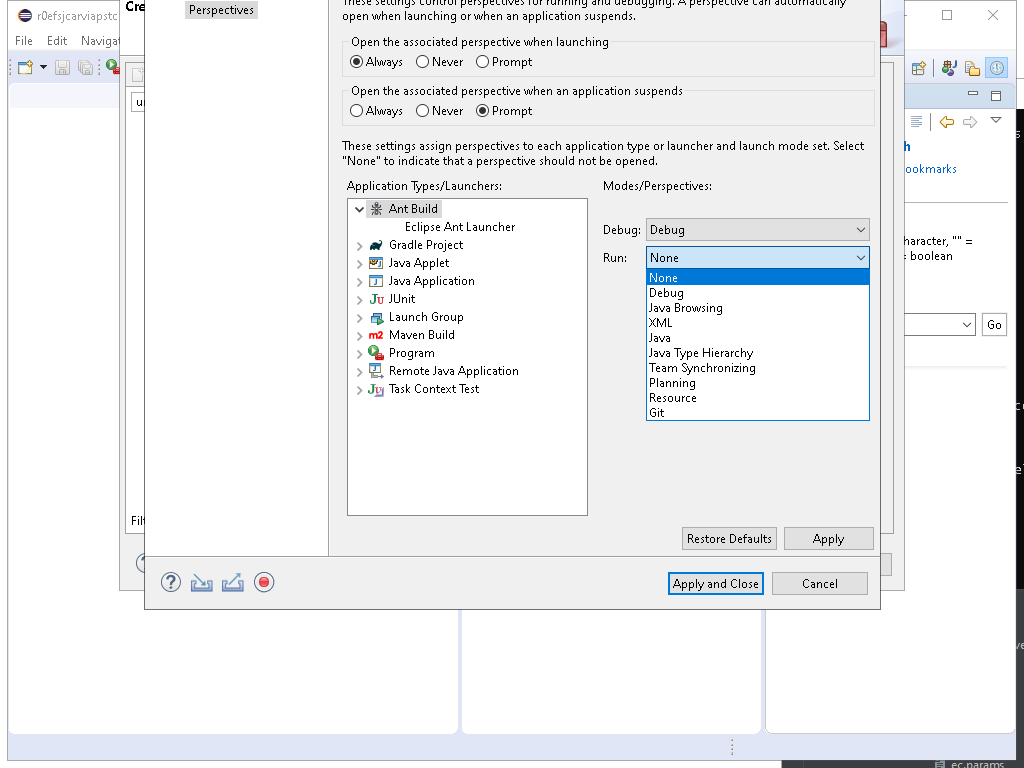 r0efsjcarviapstc
Cre
Perspectives
These settings control perspectives for running and debugging. A perspective can automatically
open when launching or when an application suspends.
File Edit Navigat
Open the associated perspective when launching
Always Never Prompt
Open the associated perspective when an application suspends
Always Never Prompt
These settings assign perspectives to each application type or launcher and launch mode set. Select
"None" to indicate that a perspective should not be opened.
Application Types/Launchers:
Modes/Perspectives:
Ant Build
Eclipse Ant Launcher
Gradle Project
Java Applet
Java Application
JUnit
Launch Group
Maven Build
Program
Remote Java Application
Task Context Test
Debug: Debug
Run: None
None
Debug
Java Browsing
XML
Java
Java Type Hierarchy
Team Synchronizing
Planning
Resource
Git
h
ookmarks
haracter, "" =
= boolean
Go
Filt
Restore Defaults
Apply
Apply and Close
Cancel
ec.params